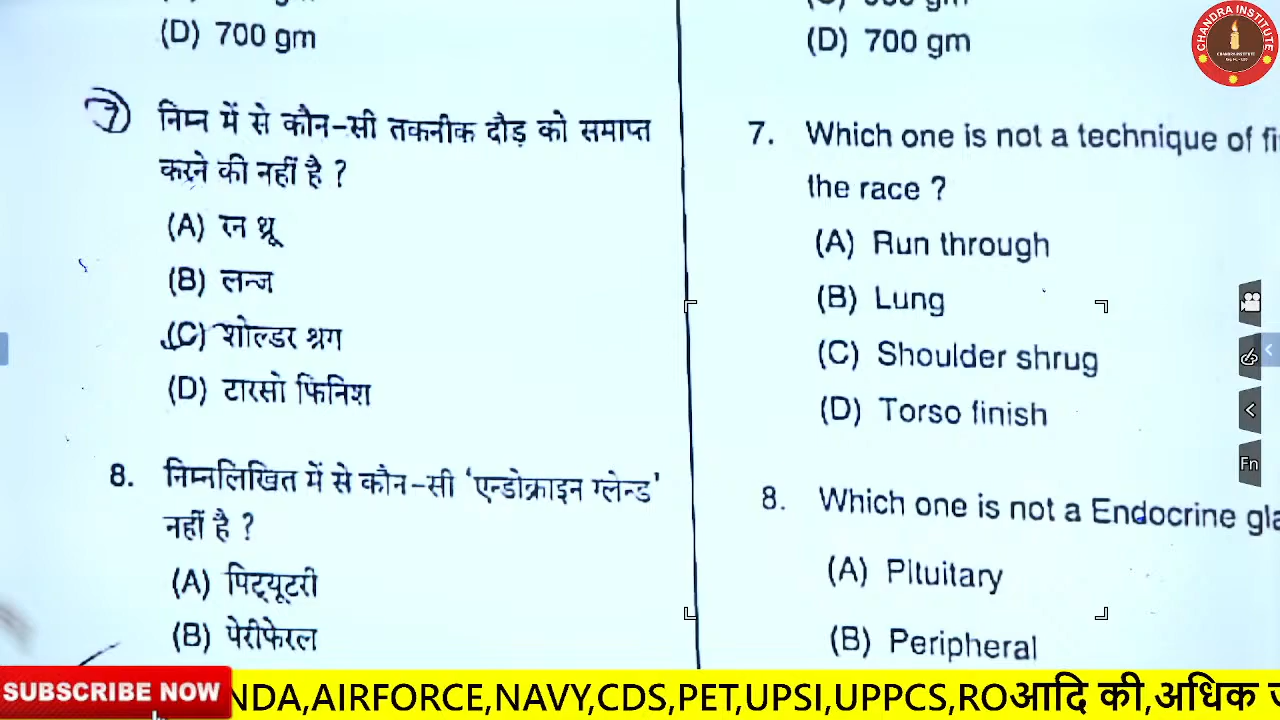 (D) 700 gm
7 निम्न में से कौन-सी तकनीक दौड़ को समाप्त
करने की नहीं है ?
(A) रन थ्रू
(B) लन्ज
(C) शोल्डर श्रग
(D) टारसो फिनिश
8. निम्नलिखित में से कौन-सी 'एन्डोक्राइन ग्लेन्ड'
नहीं है ?
(A) पिट्यूटरी
(B) पेरीफेरल
(D) 700 gm
7. Which one is not a technique of fi
the race ?
(A) Run through
(B) Lung
(C) Shoulder shrug
(D) Torso finish
8. Which one is not a Endocrine gla
(A) Pituitary
(B) Peripheral
CHANDRA INSTITUTE
Fn
SUBSCRIBE NOW
NDA,AIRFORCE,NAVY,CDS,PET,UPSI,UPPCS,ROआदि की,अधिक